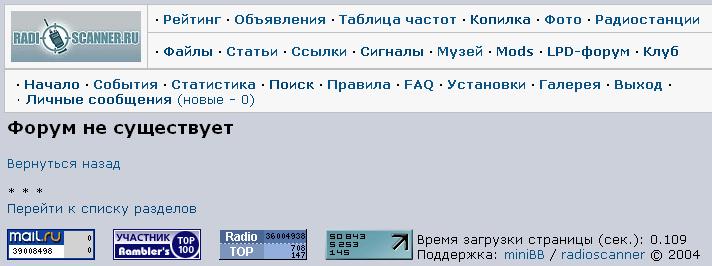 RADIOSCANNER.RU
· Рейтинг · Объявления · Таблица частот · Копилка · Фото · Радиостанции
· Файлы · Статьи · Ссылки · Сигналы · Музей · Mods · LPD-форум · Клуб
· Начало · События · Статистика · Поиск · Правила · FAQ · Установки · Галерея · Выход ·
· Личные сообщения (новые - 0)
Форум не существует
Вернуться назад
* * *
Перейти к списку разделов
mail.ru 0
39008498 0
УЧАСТНИК TOP
Rambler's 100
Radio 36004938
TOP 708
147
50 843
5 253
145
Время загрузки страницы (сек.): 0.109
Поддержка: miniBB / radioscanner © 2004